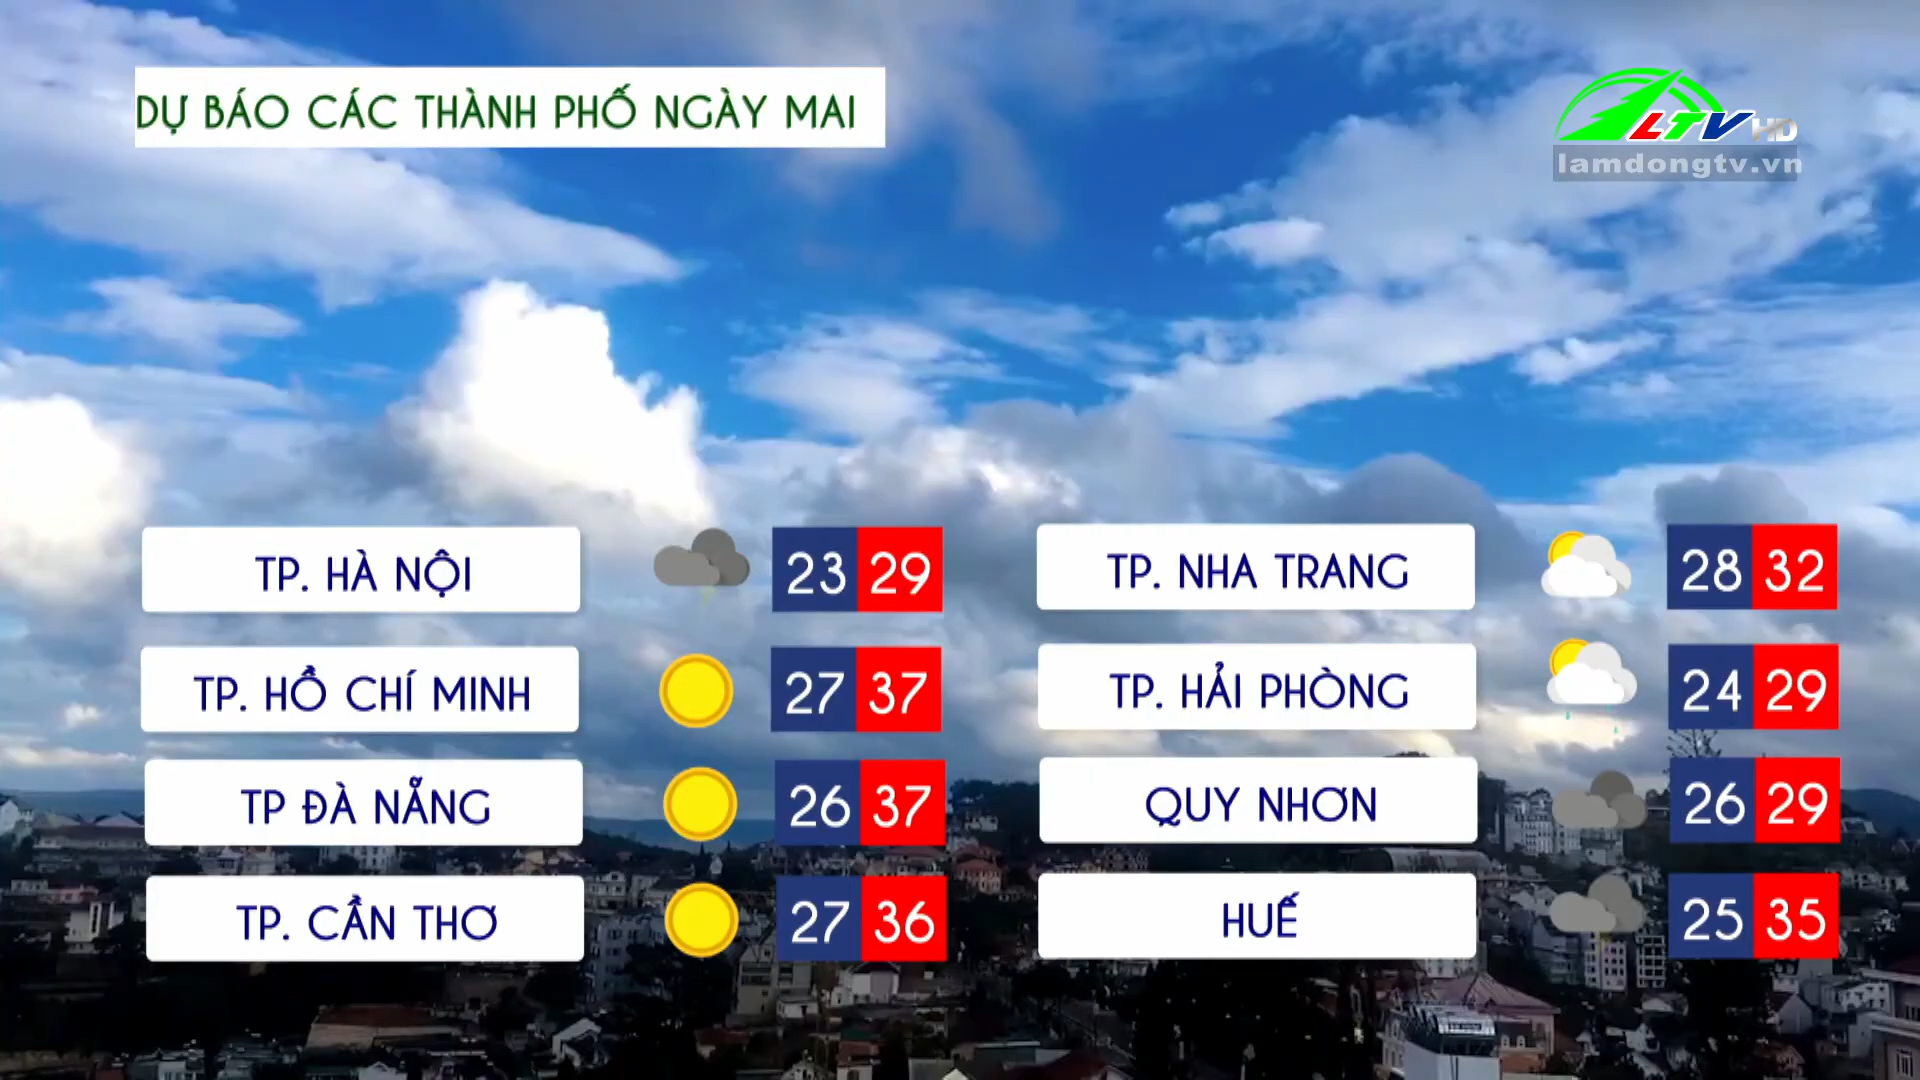 DỰ BÁO CÁC THÀNH PHỐ NGÀY MAI
LTV HD
lamdongtv.vn
TP. HÀ NỘI 23 29
TP. HỒ CHÍ MINH 27 37
TP ĐÀ NẴNG 26 37
TP. CẦN THƠ 27 36
TP. NHA TRANG 28 32
TP. HẢI PHÒNG 24 29
QUY NHƠN 26 29
HUẾ 25 35